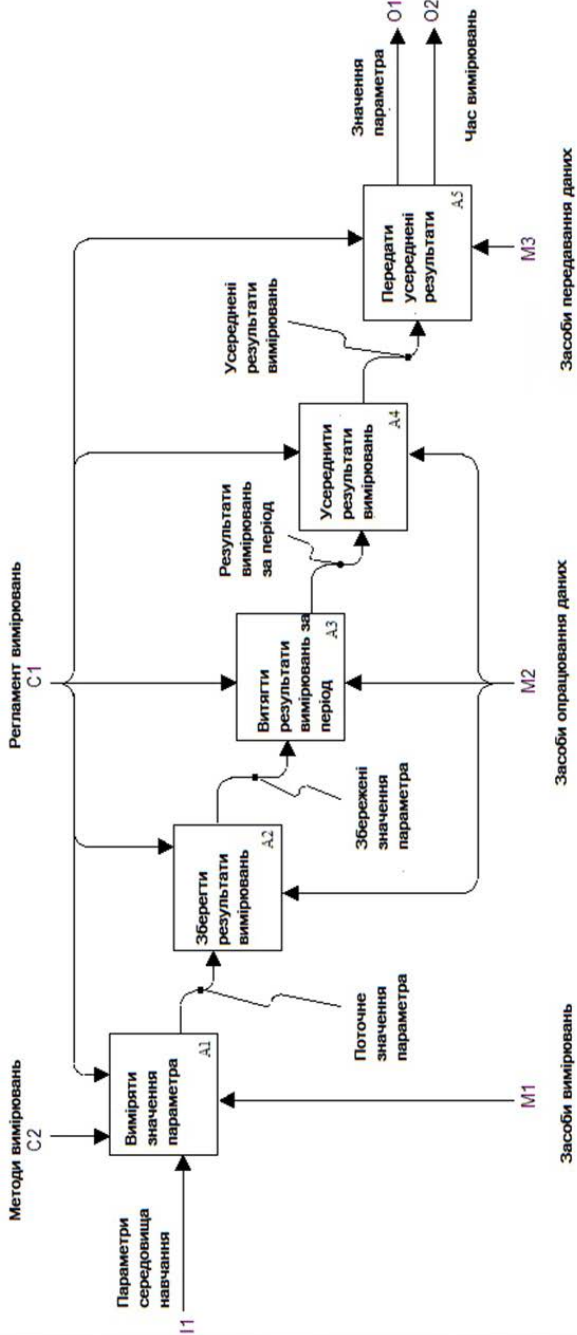 Методи вимірювань
C2
Регламент вимірювань
C1
Параметри
середовища
навчання
I1
Виміряти
значення
параметра
A1
Поточне
значення
параметра
Зберегти
результати
вимірювань
A2
Збережені
значення
параметра
Витягти
результати
вимірювань за
період
A3
Результати
вимірювань
за період
Усереднити
результати
вимірювань
A4
Усереднені
результати
вимірювань
Передати
усереднені
результати
A5
Значення
параметра
O1
O2
Час вимірювань
M1
Засоби вимірювань
M2
Засоби опрацювання даних
M3
Засоби передавання даних